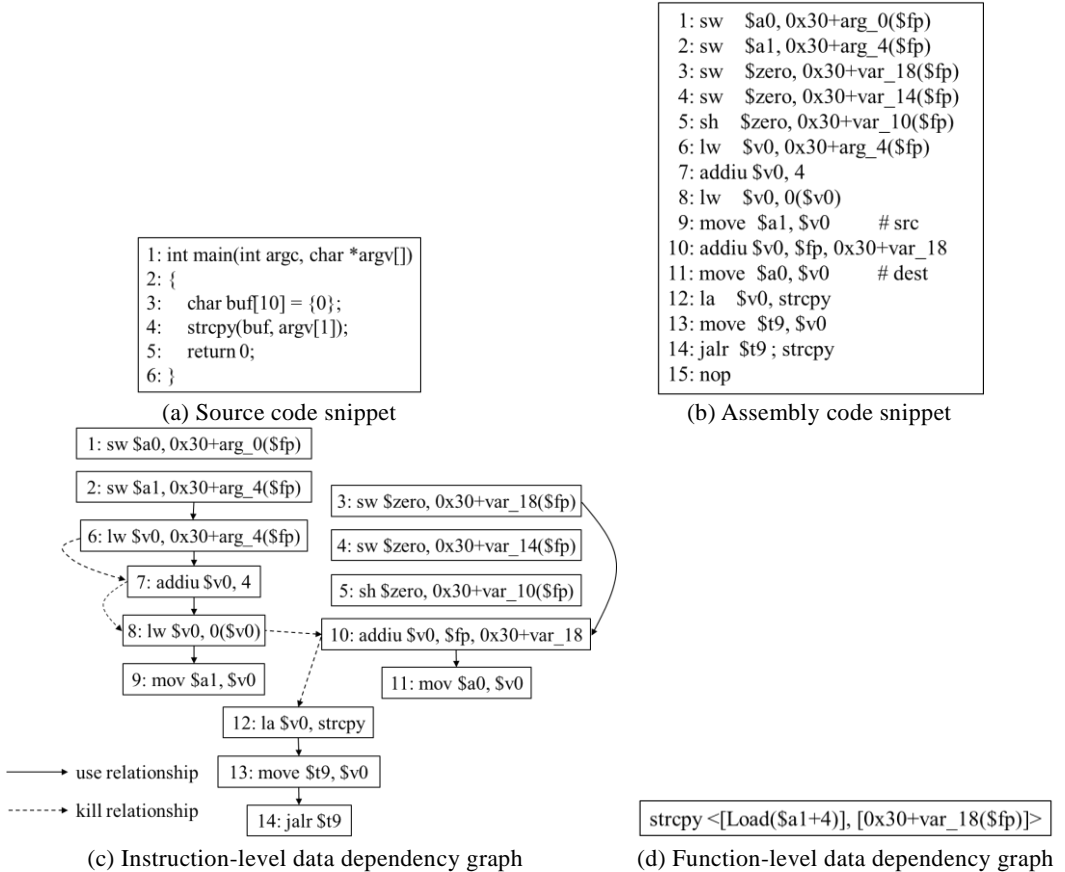 1: int main(int argc, char *argv[])
2: {
3: char buf[10] = {0};
4: strcpy(buf, argv[1]);
5: return 0;
6: }
(a) Source code snippet
1: sw $a0, 0x30+arg_0($fp)
2: sw $a1, 0x30+arg_4($fp)
3: sw $zero, 0x30+var_18($fp)
4: sw $zero, 0x30+var_14($fp)
5: sh $zero, 0x30+var_10($fp)
6: lw $v0, 0x30+arg_4($fp)
7: addiu $v0, 4
8: lw $v0, 0($v0)
9: move $a1, $v0 # src
10: addiu $v0, $fp, 0x30+var_18
11: move $a0, $v0 # dest
12: la $v0, strcpy
13: move $t9, $v0
14: jalr $t9 ; strcpy
15: nop
(b) Assembly code snippet
1: sw $a0, 0x30+arg_0($fp)
2: sw $a1, 0x30+arg_4($fp)
6: lw $v0, 0x30+arg_4($fp)
7: addiu $v0, 4
8: lw $v0, 0($v0)
9: mov $a1, $v0
3: sw $zero, 0x30+var_18($fp)
4: sw $zero, 0x30+var_14($fp)
5: sh $zero, 0x30+var_10($fp)
10: addiu $v0, $fp, 0x30+var_18
11: mov $a0, $v0
12: la $v0, strcpy
13: move $t9, $v0
14: jalr $t9
use relationship
kill relationship
(c) Instruction-level data dependency graph
strcpy <[Load($a1+4)], [0x30+var_18($fp)]>
(d) Function-level data dependency graph